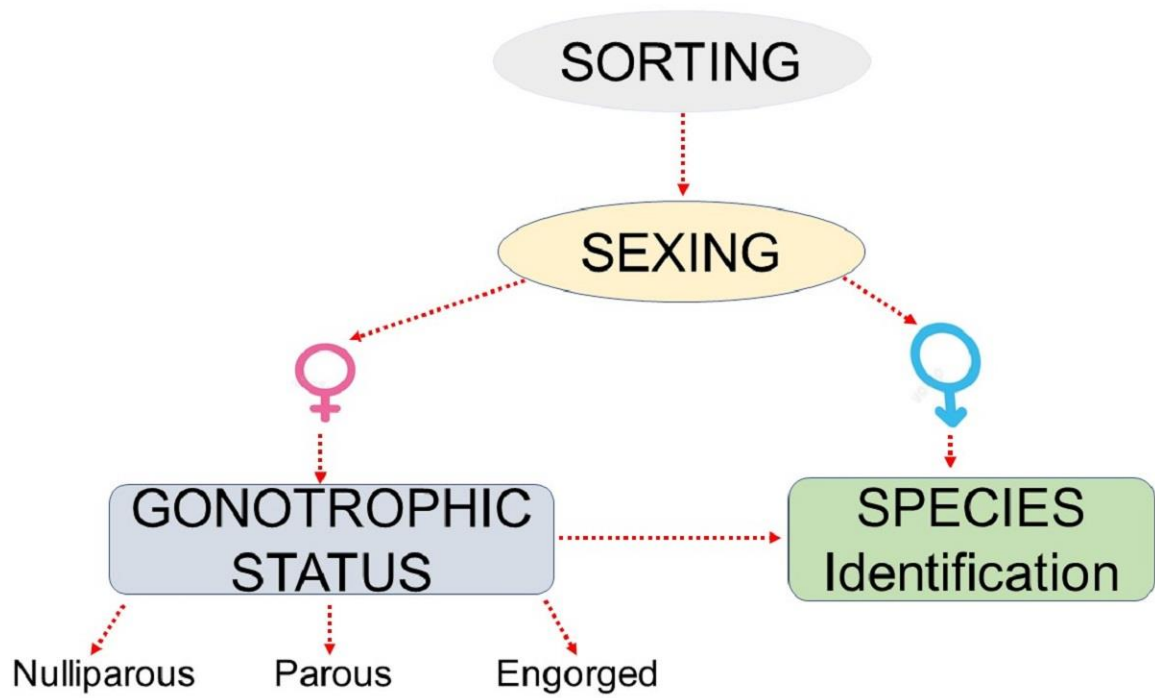 SORTING
SEXING
GONOTROPHIC
STATUS
SPECIES
Identification
Nulliparous
Parous
Engorged